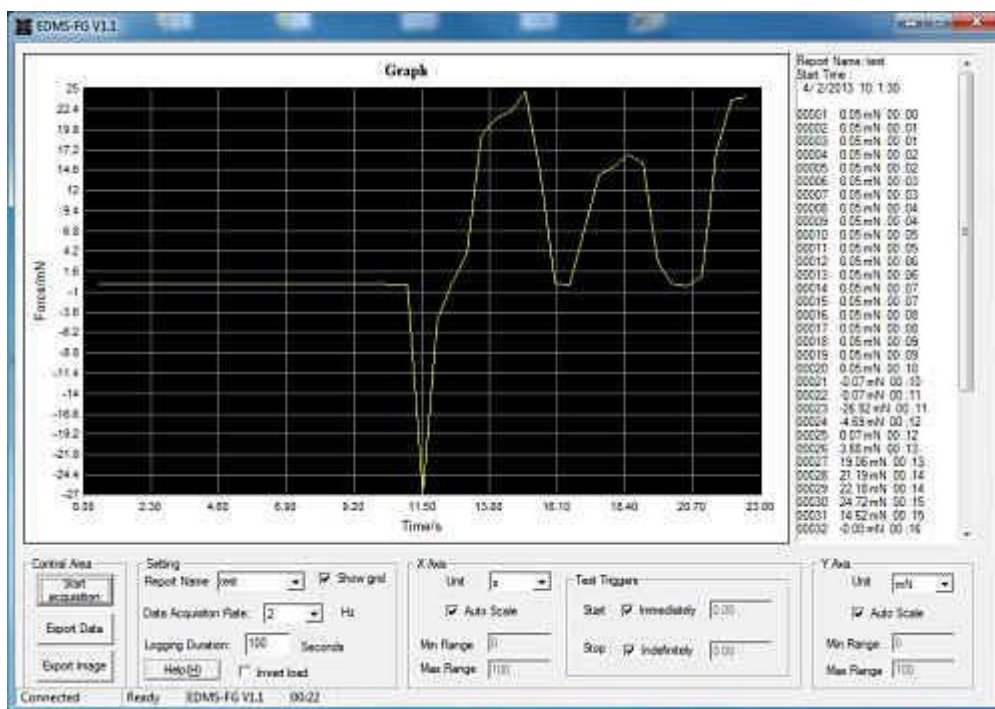 EDMS-FG V1.1
Graph
25
22.4
19.8
17.2
14.6
12
9.4
6.8
4.2
1.6
-1
-3.6
-6.2
-8.8
-11.4
-14
-16.6
-19.2
-21.8
-24.4
-27
Force/mN
0.00 2.30 4.60 6.90 9.20 11.50 13.80 16.10 18.40 20.70 23.00
Time/s
Report Name: test
Start Time :
4/ 2/2013 10: 1:30
00001 0.05 mN 00 :00
00002 0.05 mN 00 :01
00003 0.05 mN 00 :01
00004 0.05 mN 00 :02
00005 0.05 mN 00 :02
00006 0.05 mN 00 :03
00007 0.05 mN 00 :03
00008 0.05 mN 00 :04
00009 0.05 mN 00 :04
00010 0.05 mN 00 :05
00011 0.05 mN 00 :05
00012 0.05 mN 00 :06
00013 0.05 mN 00 :06
00014 0.05 mN 00 :07
00015 0.05 mN 00 :07
00016 0.05 mN 00 :08
00017 0.05 mN 00 :08
00018 0.05 mN 00 :09
00019 0.05 mN 00 :09
00020 0.05 mN 00 :10
00021 -0.07 mN 00 :10
00022 -0.07 mN 00 :11
00023 -26.92 mN 00 :11
00024 -4.69 mN 00 :12
00025 0.07 mN 00 :12
00026 3.88 mN 00 :13
00027 19.06 mN 00 :13
00028 21.19 mN 00 :14
00029 22.18 mN 00 :14
00030 24.72 mN 00 :15
00031 14.52 mN 00 :15
00032 -0.00 mN 00 :16
Control Area
Start acquisition
Export Data
Export Image
Setting
Report Name test Show grid
Data Acquistion Rate: 2 Hz
Logging Duration: 100 Seconds
Help(H) Invert load
X Axis
Unit s
Auto Scale
Min Range 0
Max Range 100
Test Triggers
Start Immediately 0.00
Stop Indefinitely 0.00
Y Axis
Unit mN
Auto Scale
Min Range 0
Max Range 100
Connected Ready EDMS-FG V1.1 00:22